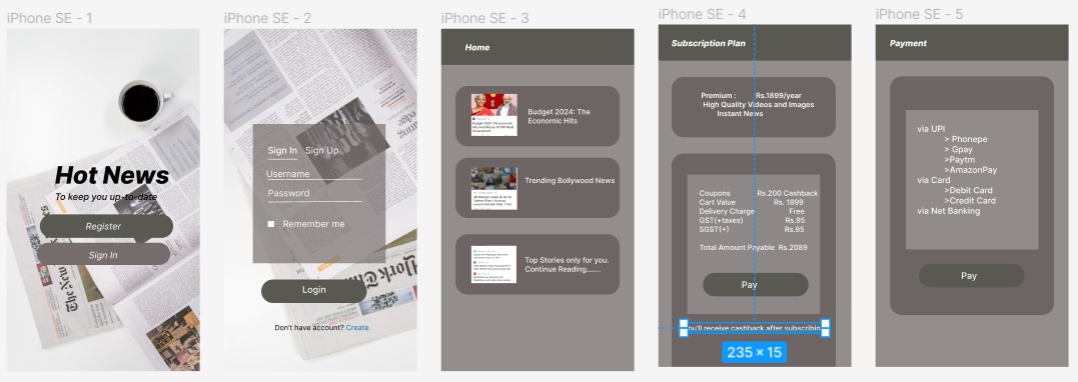 iPhone SE - 1
Hot News
To keep you up-to-date
Register
Sign In
The New
iPhone SE - 2
Sign In Sign Up
Username
Password
Remember me
Login
Don't have account? Create
iPhone SE - 3
Home
Budget 2024: The
Economic Hits
Trending Bollywood News
Top Stories only for you.
Continue Reading......
iPhone SE - 4
Subscription Plan
Premium : Rs.1899/year
High Quality Videos and Images
Instant News
Coupons Rs.200 Cashback
Cart Value Rs. 1899
Delivery Charge Free
GST(+taxes) Rs.95
SGST(+) Rs.95
Total Amount Payable Rs.2089
Pay
You'll receive cashback after subscribing
235 × 15
iPhone SE - 5
Payment
via UPI
> Phonepe
> Gpay
>Paytm
>AmazonPay
via Card
>Debit Card
>Credit Card
via Net Banking
Pay